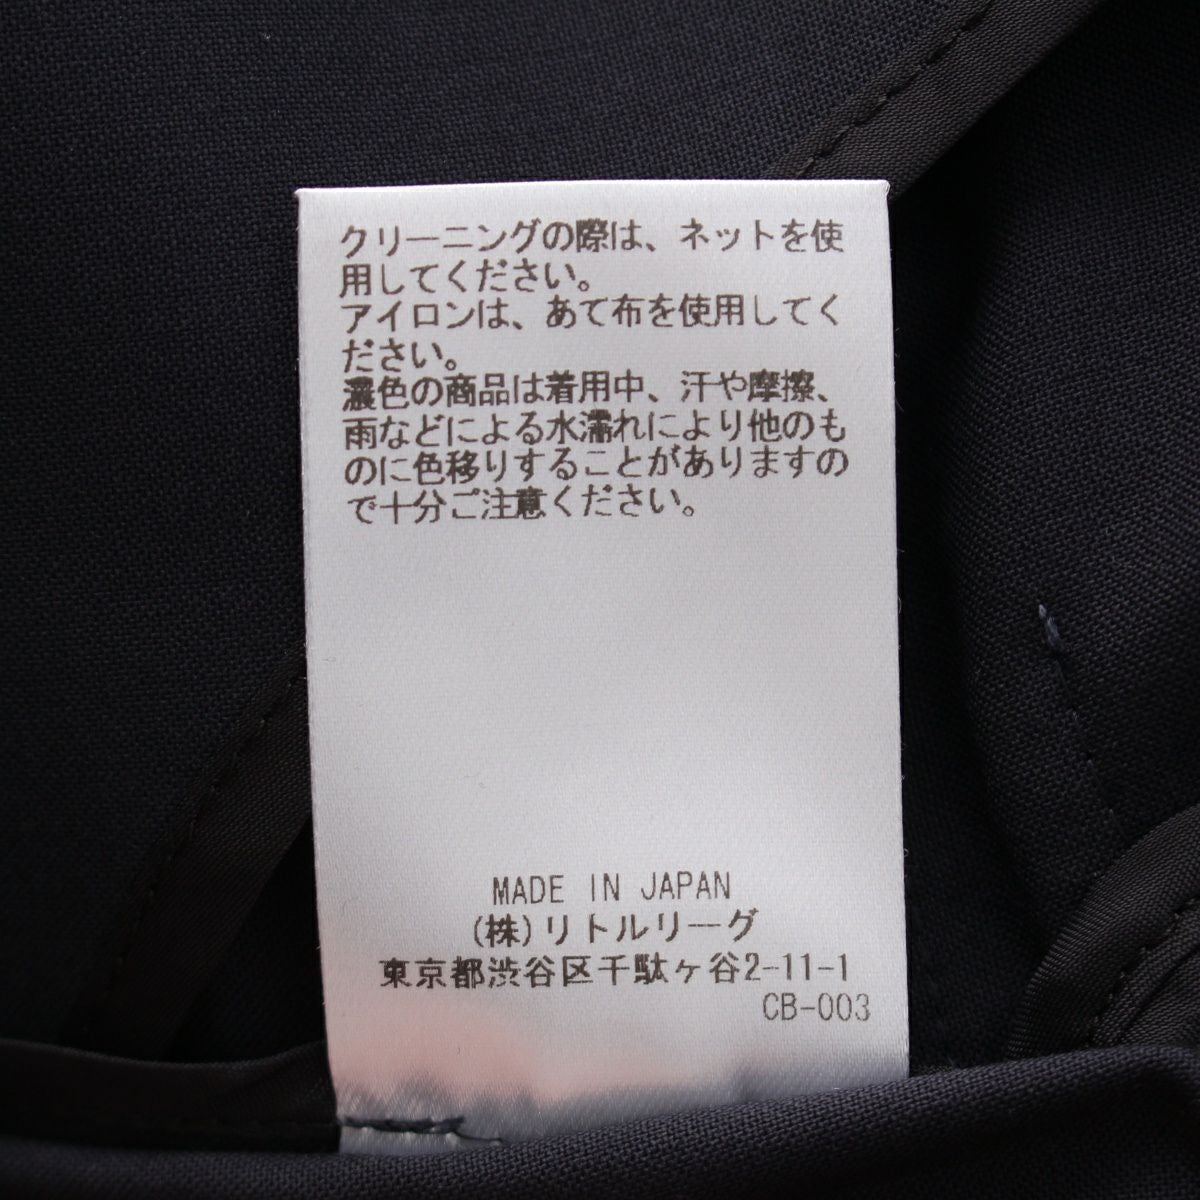 クリーニングの際は、ネットを使
用してください。
アイロンは、あて布を使用してく
ださい。
濃色の商品は着用中、汗や摩擦、
雨などによる水濡れにより他のも
のに色移りすることがありますの
で十分ご注意ください。
MADE IN JAPAN
(株)リトルリーグ
東京都渋谷区千駄ヶ谷2-11-1
CB-003